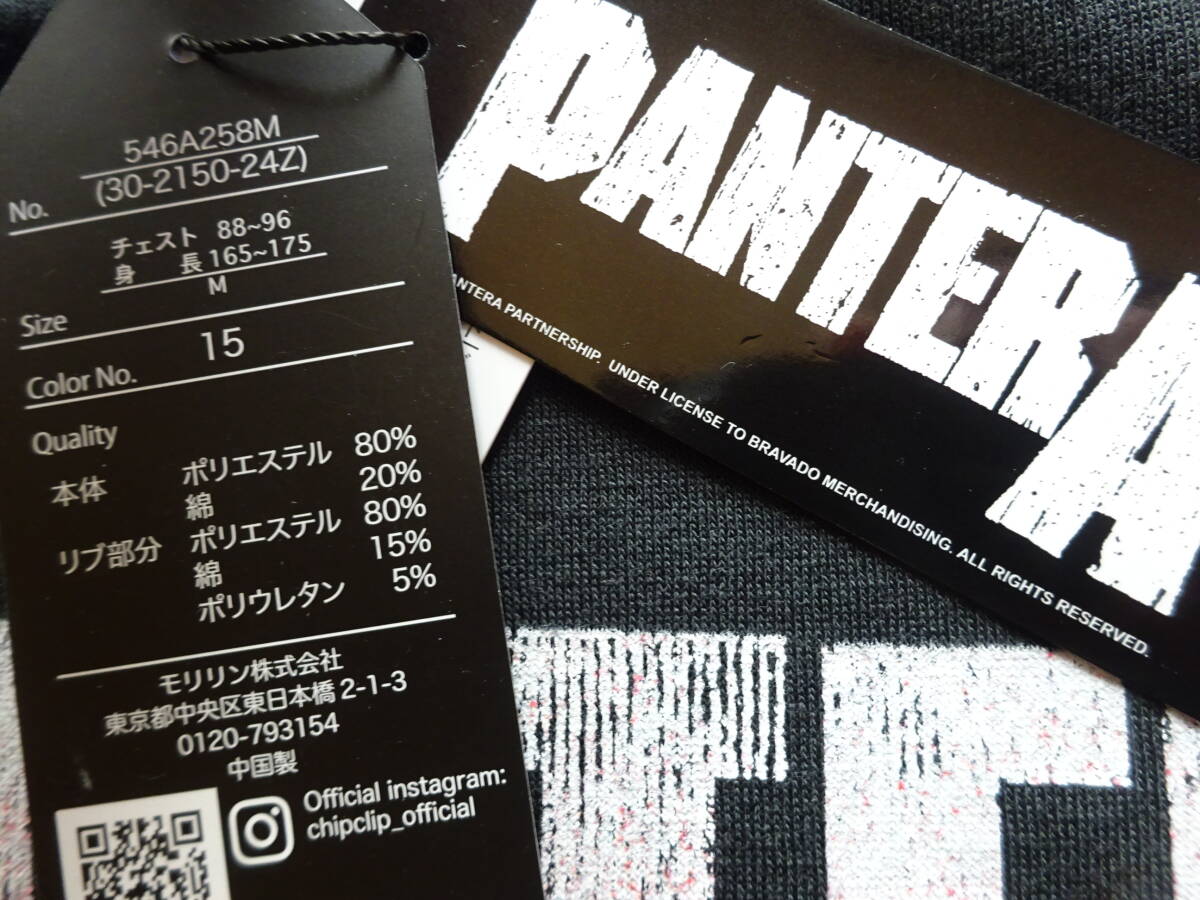 546A258M
(30-2150-24Z)
No.
チェスト 88~96
身 長 165~175
M
Size
15
Color No.
Quality
本体 ポリエステル 80%
綿 20%
リブ部分 ポリエステル 80%
綿 15%
ポリウレタン 5%
モリリン株式会社
東京都中央区東日本橋2-1-3
0120-793154
中国製
Official instagram:
chipclip_official
PANTERA
ANTERA PARTNERSHIP. UNDER LICENSE TO BRAVADO MERCHANDISING. ALL RIGHTS RESERVED.